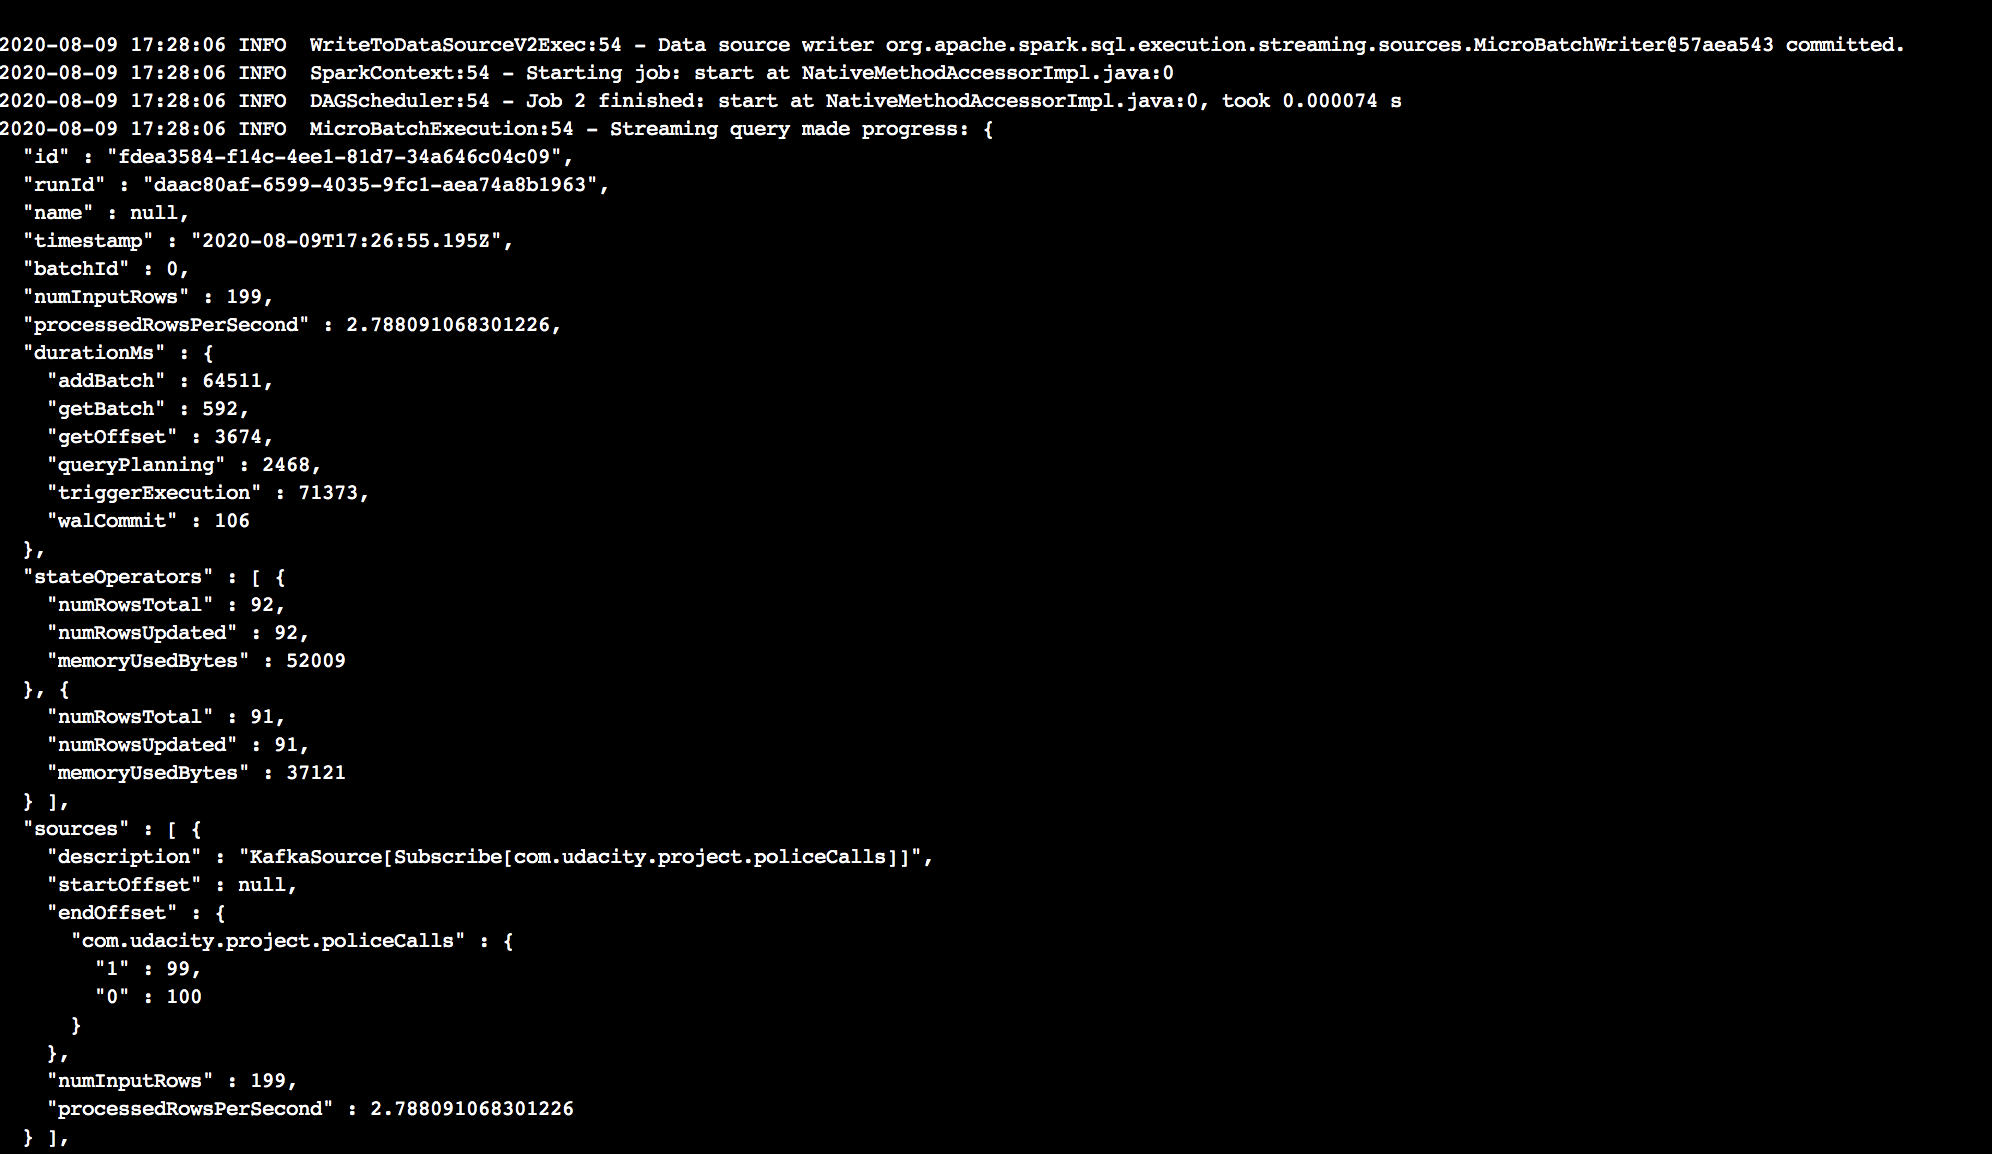 2020-08-09 17:28:06 INFO  WriteToDataSourceV2Exec:54 - Data source writer org.apache.spark.sql.execution.streaming.sources.MicroBatchWriter@57aea543 committed.
2020-08-09 17:28:06 INFO  SparkContext:54 - Starting job: start at NativeMethodAccessorImpl.java:0
2020-08-09 17:28:06 INFO  DAGScheduler:54 - Job 2 finished: start at NativeMethodAccessorImpl.java:0, took 0.000074 s
2020-08-09 17:28:06 INFO  MicroBatchExecution:54 - Streaming query made progress: {
  "id" : "fdea3584-f14c-4ee1-81d7-34a646c04c09",
  "runId" : "daac80af-6599-4035-9fc1-aea74a8b1963",
  "name" : null,
  "timestamp" : "2020-08-09T17:26:55.195Z",
  "batchId" : 0,
  "numInputRows" : 199,
  "processedRowsPerSecond" : 2.788091068301226,
  "durationMs" : {
    "addBatch" : 64511,
    "getBatch" : 592,
    "getOffset" : 3674,
    "queryPlanning" : 2468,
    "triggerExecution" : 71373,
    "walCommit" : 106
  },
  "stateOperators" : [ {
    "numRowsTotal" : 92,
    "numRowsUpdated" : 92,
    "memoryUsedBytes" : 52009
  }, {
    "numRowsTotal" : 91,
    "numRowsUpdated" : 91,
    "memoryUsedBytes" : 37121
  } ],
  "sources" : [ {
    "description" : "KafkaSource[Subscribe[com.udacity.project.policeCalls]]",
    "startOffset" : null,
    "endOffset" : {
      "com.udacity.project.policeCalls" : {
        "1" : 99,
        "0" : 100
      }
    },
    "numInputRows" : 199,
    "processedRowsPerSecond" : 2.788091068301226
  } ],